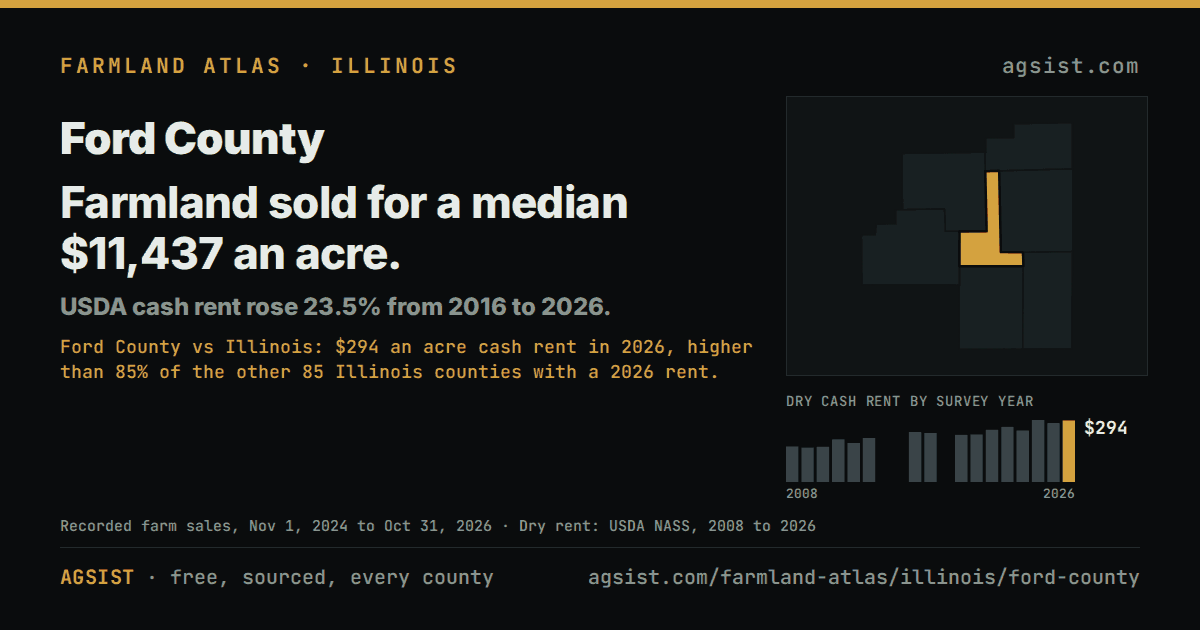 FARMLAND ATLAS · ILLINOIS
agsist.com
Ford County
Farmland sold for a median
$11,437 an acre.
USDA cash rent rose 23.5% from 2016 to 2026.
Ford County vs Illinois: $294 an acre cash rent in 2026, higher
than 85% of the other 85 Illinois counties with a 2026 rent.
DRY CASH RENT BY SURVEY YEAR
$294
2008
2026
Recorded farm sales, Nov 1, 2024 to Oct 31, 2026 · Dry rent: USDA NASS, 2008 to 2026
AGSIST · free, sourced, every county
agsist.com/farmland-atlas/illinois/ford-county